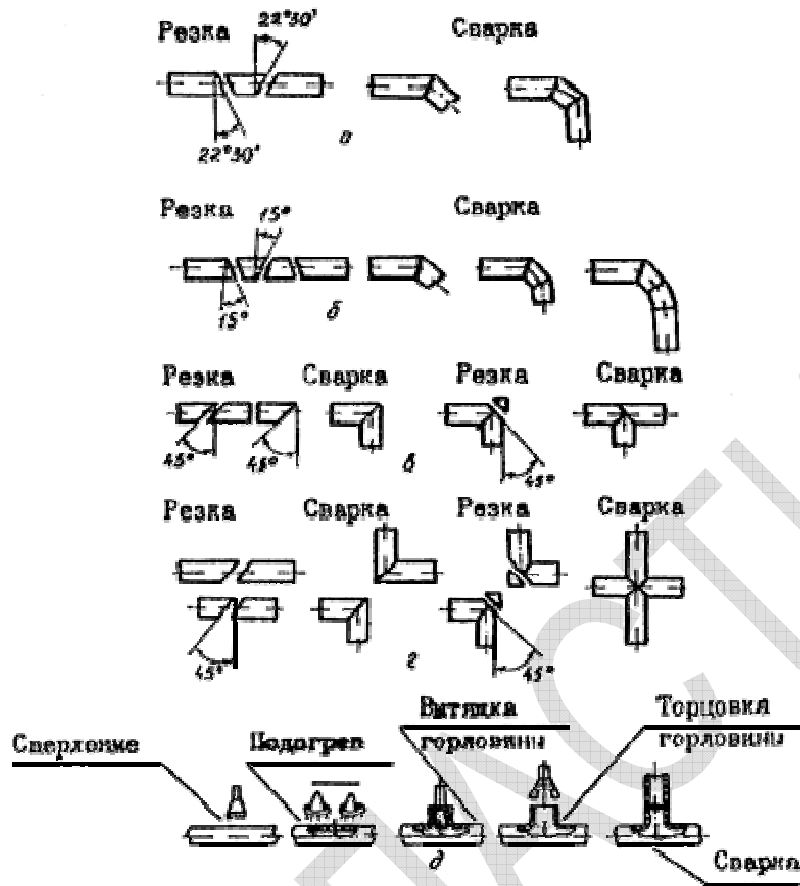 Резка 22°30' Сварка
22°30' а
Резка 15° Сварка
15° б
Резка Сварка Резка Сварка
45° 45° в 45°
Резка Сварка Резка Сварка
45° г 45°
Вытяжка горловины
Торцовка горловины
Сверление
Подогрев
д
Сварка